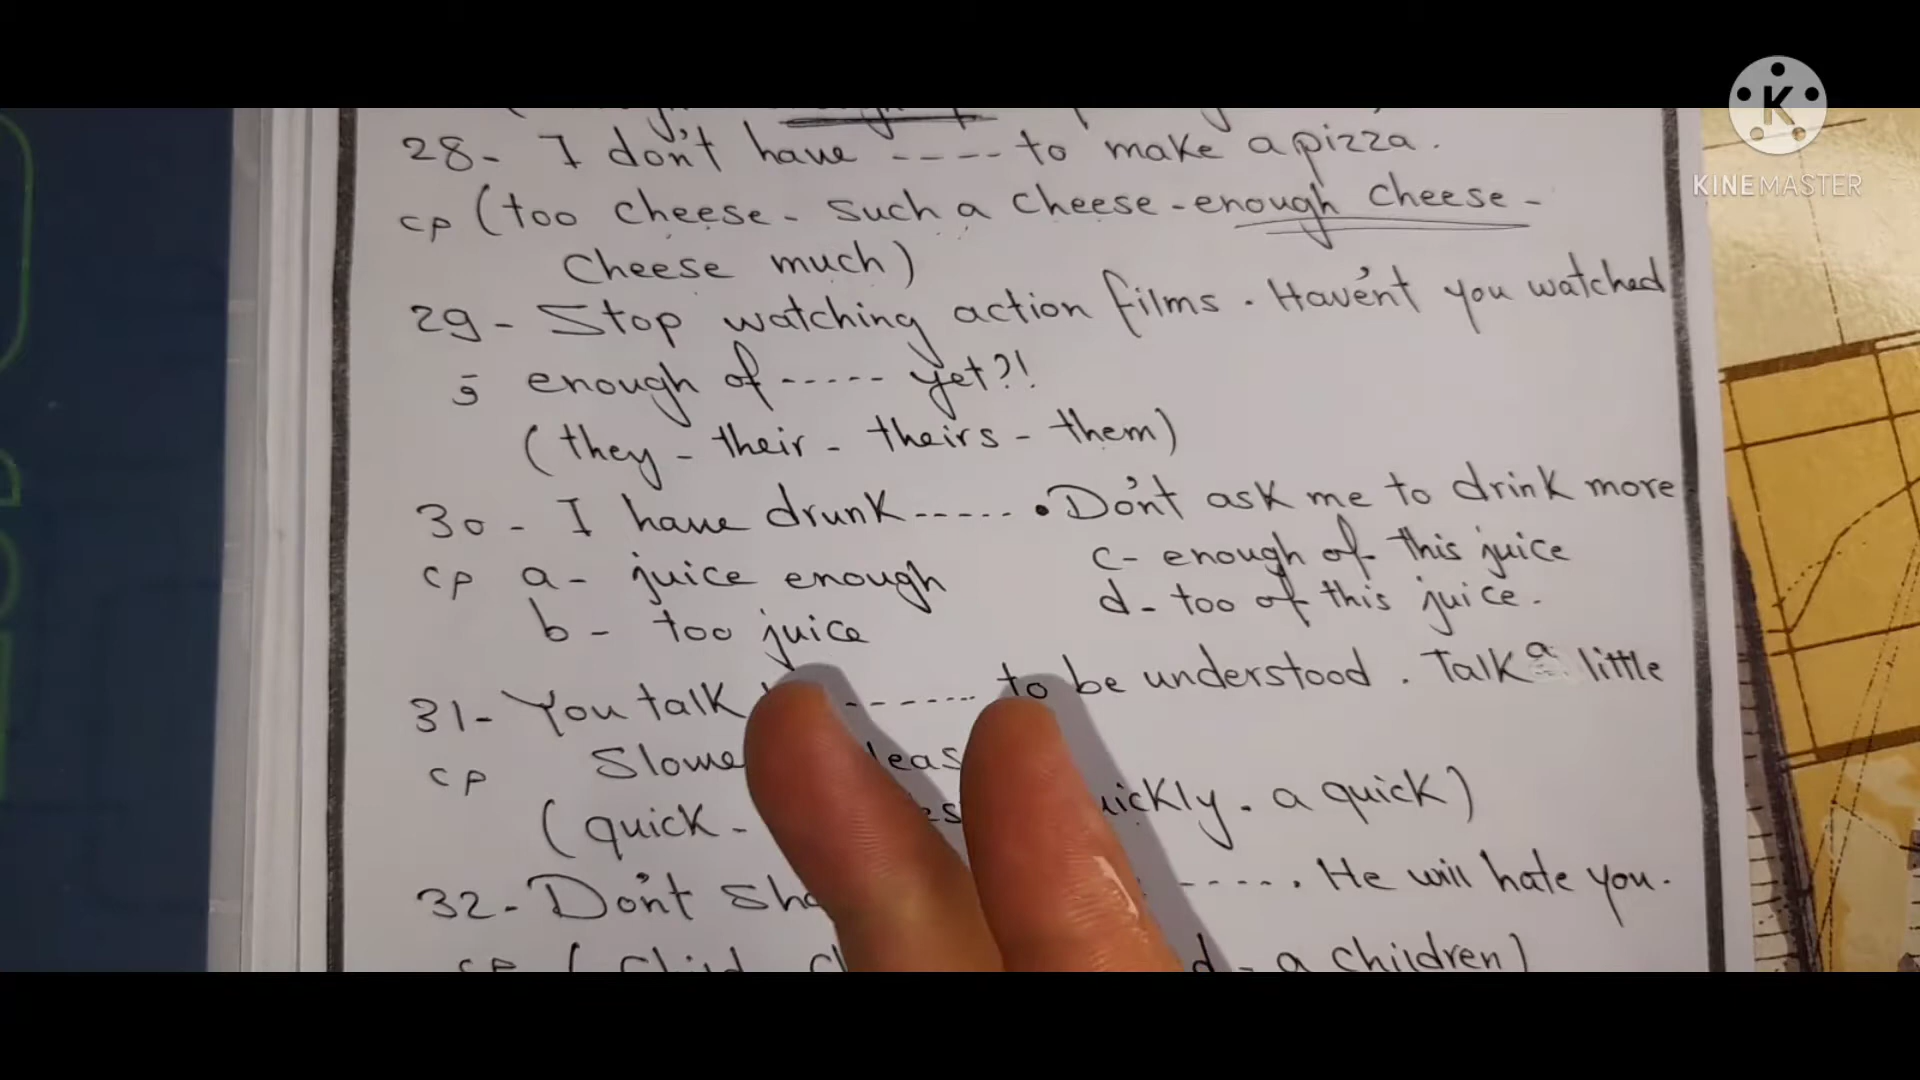 28- I don't have ---- to make a pizza.
cp (too cheese - such a cheese - enough cheese -
Cheese much)
29 - Stop watching action films. Haven't you watched
enough of ----- yet?!
(they - their - theirs - them)
30 - I have drunk ----- . Don't ask me to drink more
cp a - juice enough
c- enough of this juice
b - too juice
d - too of this juice.
31- You talk ------- to be understood. Talk a little
cp
(quick - a quick)
32- Don't ----- . He will hate you.
- a children)
K
KINEMASTER